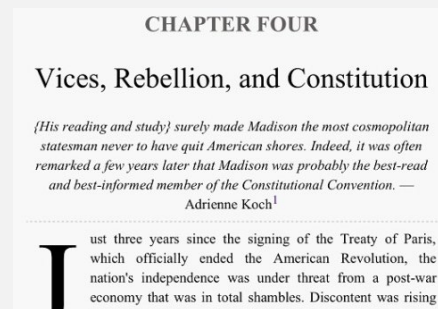 CHAPTER FOUR
Vices, Rebellion, and Constitution
{His reading and study} surely made Madison the most cosmopolitan
statesman never to have quit American shores. Indeed, it was often
remarked a few years later that Madison was probably the best-read
and best-informed member of the Constitutional Convention. —
Adrienne Koch1
Just three years since the signing of the Treaty of Paris,
which officially ended the American Revolution, the
nation's independence was under threat from a post-war
economy that was in total shambles. Discontent was rising